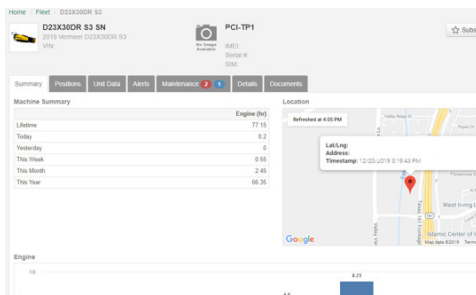 Home Fleet D23X30DR S3
D23X30DR S3 SN
2019 Vermeer D23X30DR S3
VIN:
No Image
Available
PCI-TP1
IMEI:
Serial #:
SIM:
Subs
Summary Positions Unit Data Alerts Maintenance 2 1 Details Documents
Machine Summary
Engine (hr)
Lifetime 77.15
Today 0.2
Yesterday 0
This Week 0.55
This Month 2.45
This Year 66.35
Location
Refreshed at 4:05 PM
Lat/Lng:
Address:
Timestamp: 12/20/2019 3:19:43 PM
West Irving
Islamic Center of I
Google
Map data ©2019 Terms
Engine
10
8.25